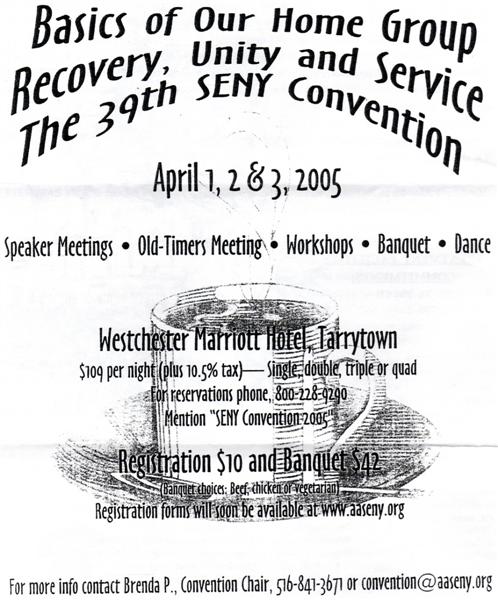 Basics of Our Home Group
Recovery, Unity and Service
The 39th SENY Convention
April 1, 2 & 3, 2005
Speaker Meetings • Old-Timers Meeting • Workshops • Banquet • Dance
Westchester Marriott Hotel, Tarrytown
$109 per night (plus 10.5% tax)— Single, double, triple or quad
For reservations phone, 800-228-9290
Mention "SENY Convention 2005"
Registration $10 and Banquet $42
(Banquet choices: Beef, chicken or vegetarian)
Registration forms will soon be available at www.aaseny.org
For more info contact Brenda P., Convention Chair, 516-841-3671 or convention@aaseny.org